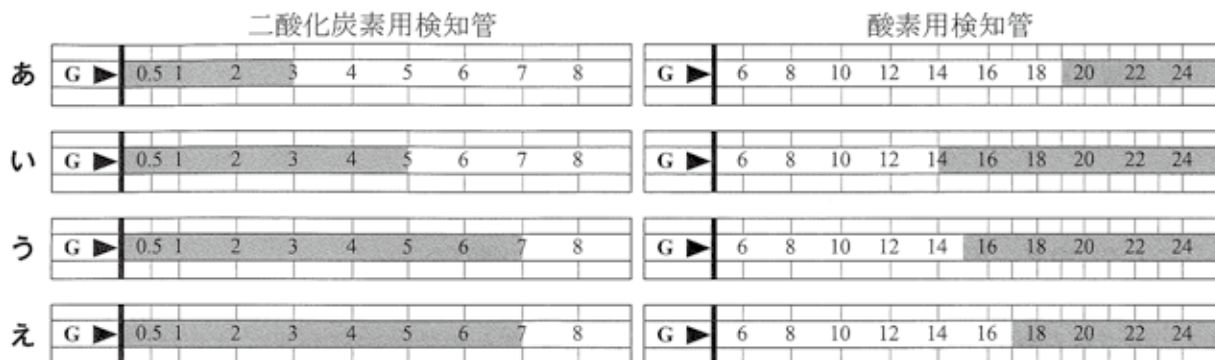 二酸化炭素用検知管 酸素用検知管
あ G ▶ 0.5 1 2 3 4 5 6 7 8 G ▶ 6 8 10 12 14 16 18 20 22 24
い G ▶ 0.5 1 2 3 4 5 6 7 8 G ▶ 6 8 10 12 14 16 18 20 22 24
う G ▶ 0.5 1 2 3 4 5 6 7 8 G ▶ 6 8 10 12 14 16 18 20 22 24
え G ▶ 0.5 1 2 3 4 5 6 7 8 G ▶ 6 8 10 12 14 16 18 20 22 24